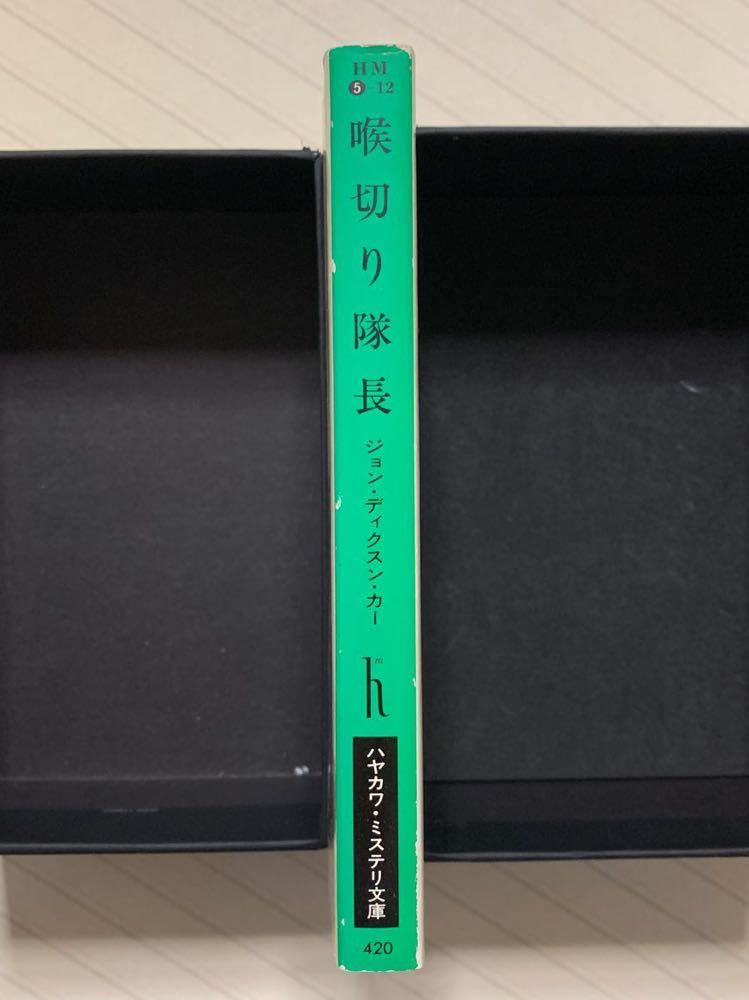 HM
5-12
喉切り隊長
ジョン・ディクスン・カー
hm
ハヤカワ・ミステリ文庫
420